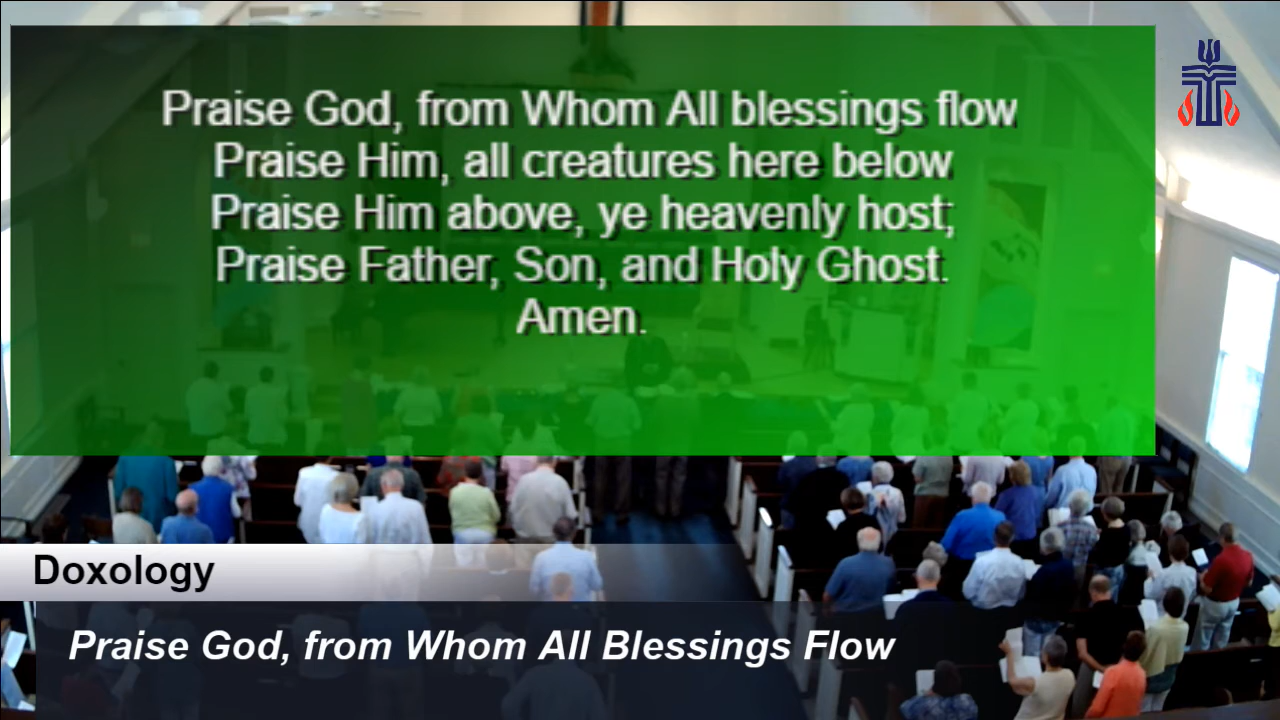 Praise God, from Whom All blessings flow
Praise Him, all creatures here below
Praise Him above, ye heavenly host;
Praise Father, Son, and Holy Ghost.
Amen.
Doxology
Praise God, from Whom All Blessings Flow